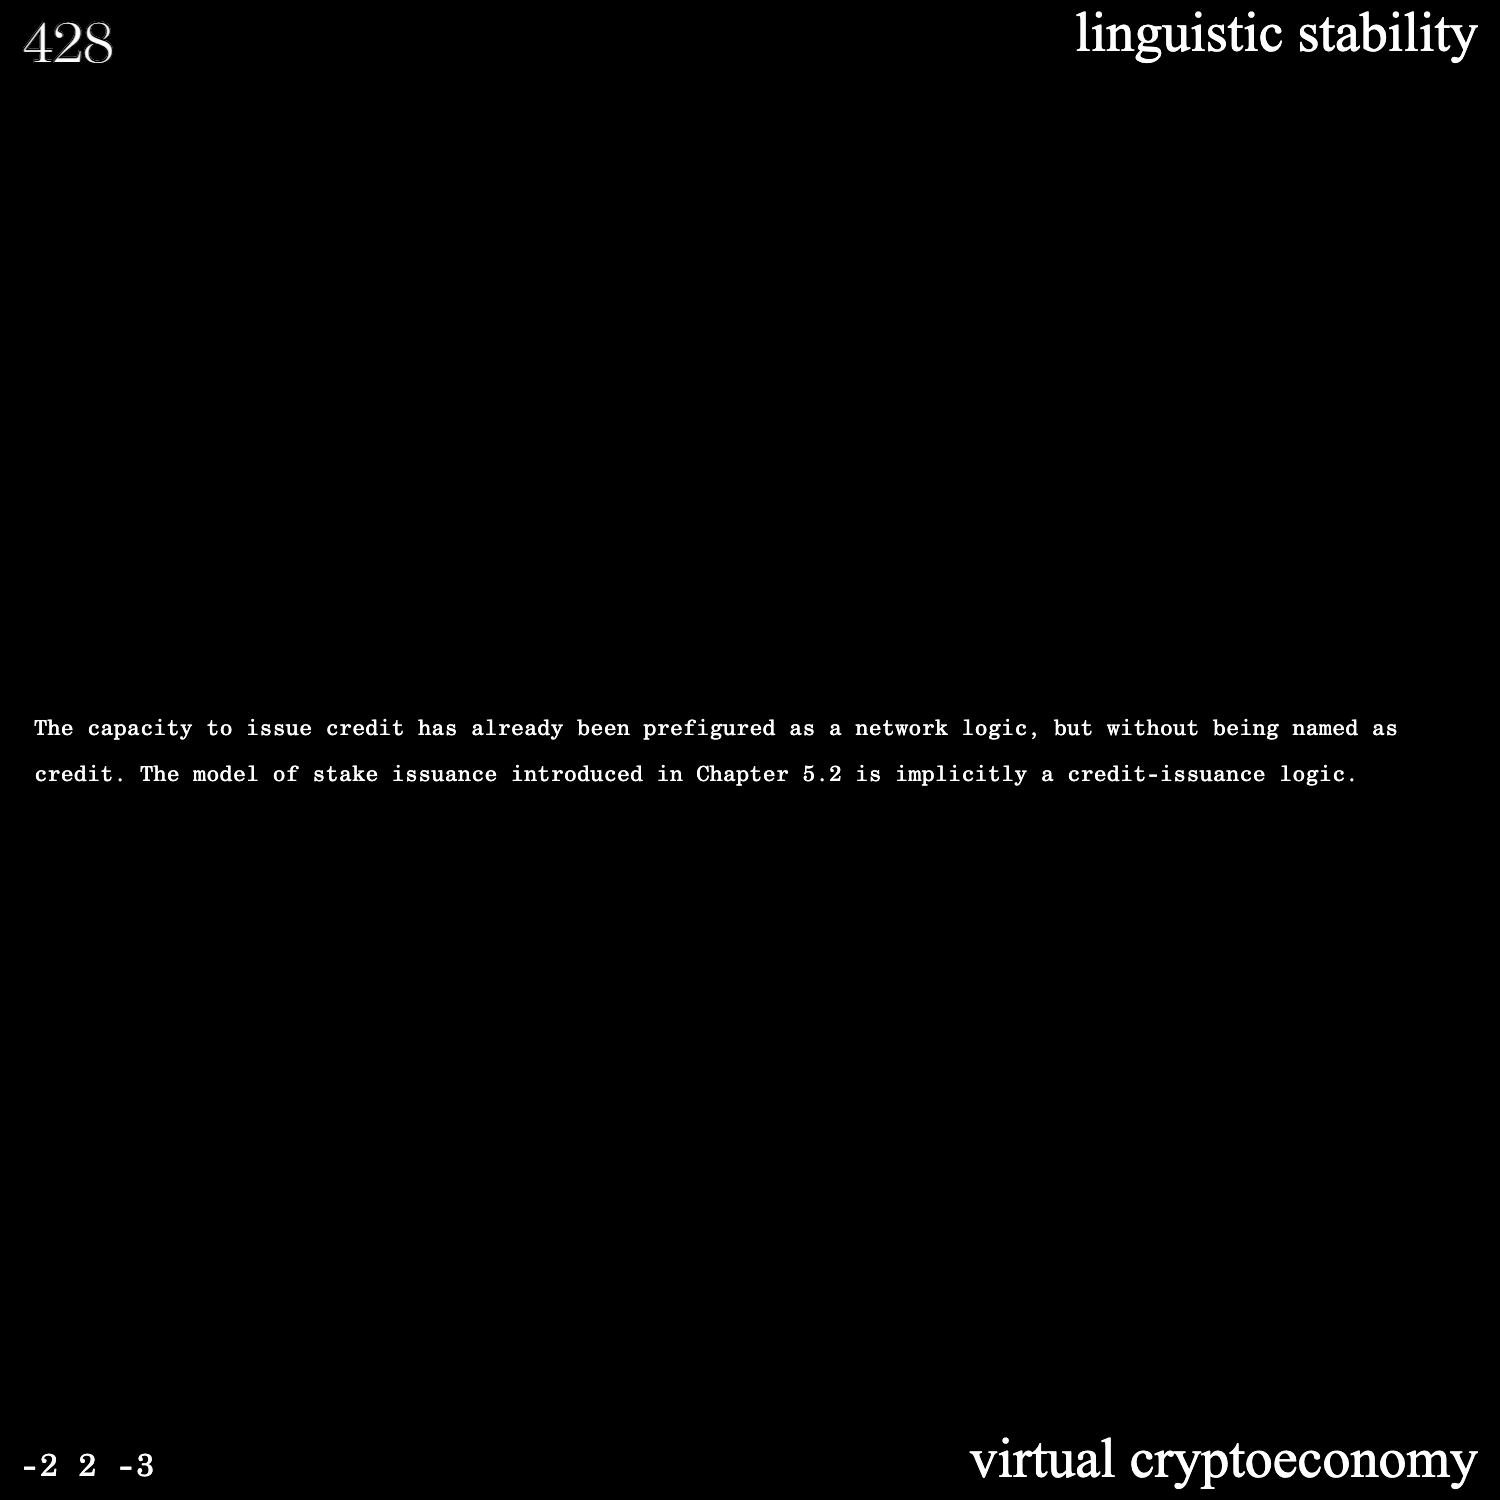 428
linguistic stability
The capacity to issue credit has already been prefigured as a network logic, but without being named as
credit. The model of stake issuance introduced in Chapter 5.2 is implicitly a credit-issuance logic.
-2 2 -3
virtual cryptoeconomy